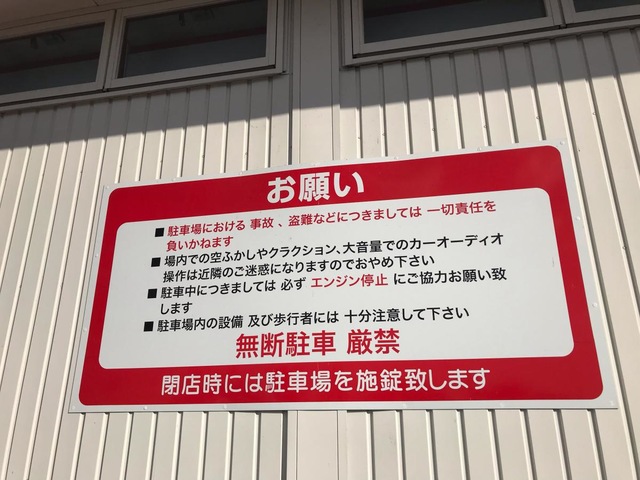 お願い
■ 駐車場における 事故 、盗難などにつきましては 一切責任を
負いかねます
■ 場内での空ふかしやクラクション、大音量でのカーオーディオ
操作は近隣のご迷惑になりますのでおやめ下さい
■ 駐車中につきましては 必ず エンジン停止 にご協力お願い致
します
■ 駐車場内の設備 及び歩行者には 十分注意して下さい
無断駐車 厳禁
閉店時には駐車場を施錠致します